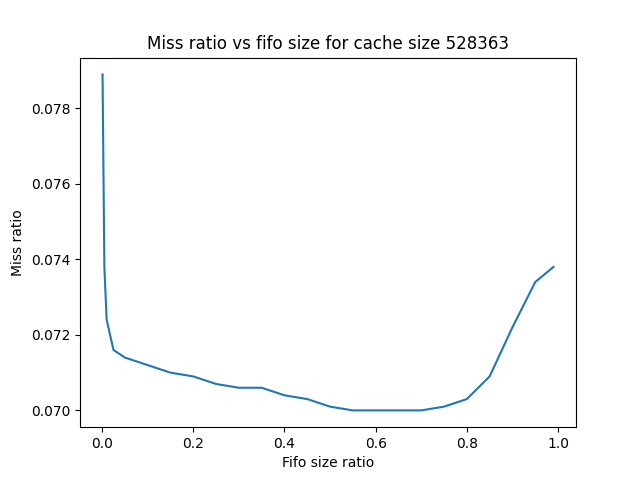 Miss ratio vs fifo size for cache size 528363
0.078
0.076
0.074
0.072
0.070
Miss ratio
0.0 0.2 0.4 0.6 0.8 1.0
Fifo size ratio